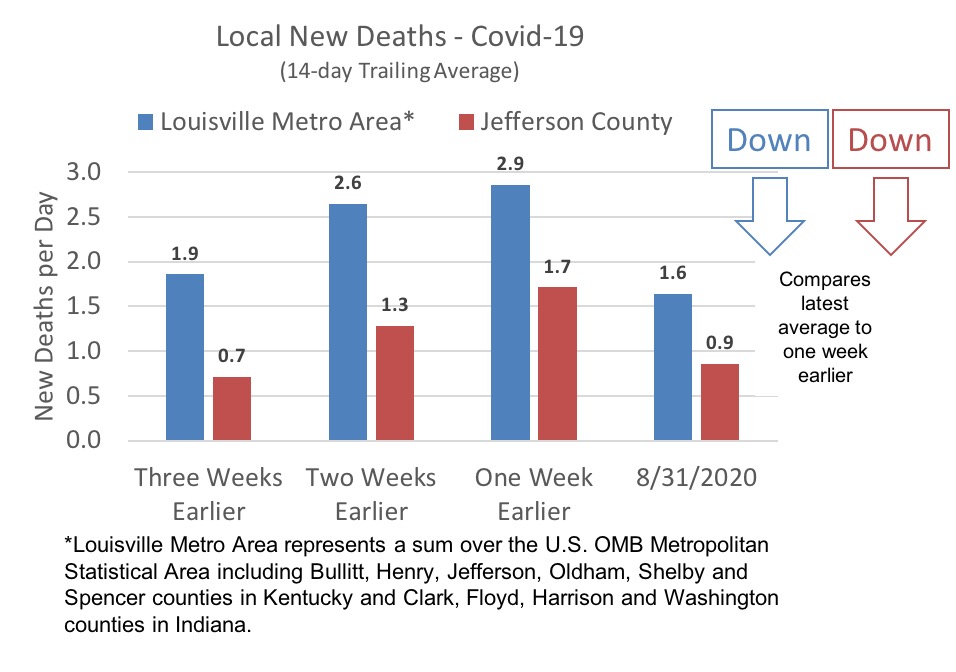 Local New Deaths - Covid-19
(14-day Trailing Average)
Louisville Metro Area*
Jefferson County
Down
Down
New Deaths per Day
3.0
2.5
2.0
1.5
1.0
0.5
0.0
1.9
0.7
2.6
1.3
2.9
1.7
1.6
0.9
Compares
latest
average to
one week
earlier
Three Weeks
Earlier
Two Weeks
Earlier
One Week
Earlier
8/31/2020
*Louisville Metro Area represents a sum over the U.S. OMB Metropolitan
Statistical Area including Bullitt, Henry, Jefferson, Oldham, Shelby and
Spencer counties in Kentucky and Clark, Floyd, Harrison and Washington
counties in Indiana.